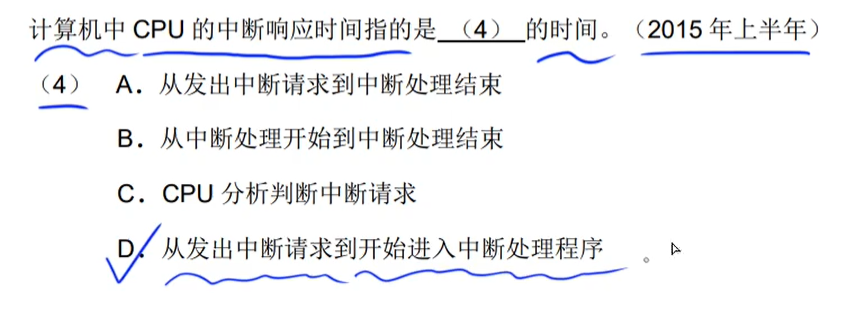 计算机中 CPU 的中断响应时间指的是 （4） 的时间。（2015 年上半年）
（4） A．从发出中断请求到中断处理结束
B．从中断处理开始到中断处理结束
C．CPU 分析判断中断请求
D．从发出中断请求到开始进入中断处理程序 。